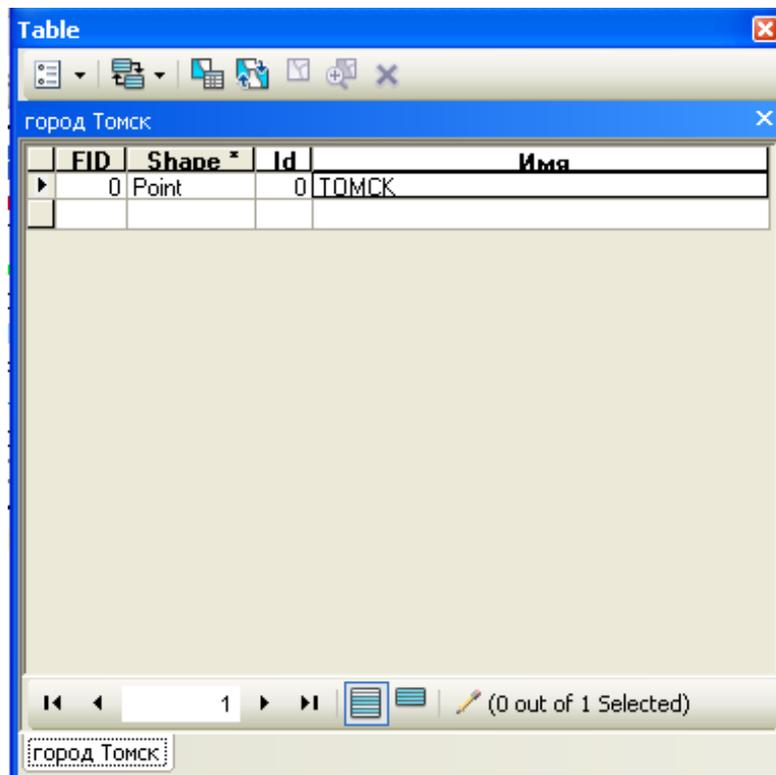 Table
город Томск
FID Shape * Id Имя
0 Point 0 ТОМСК
1 (0 out of 1 Selected)
город Томск